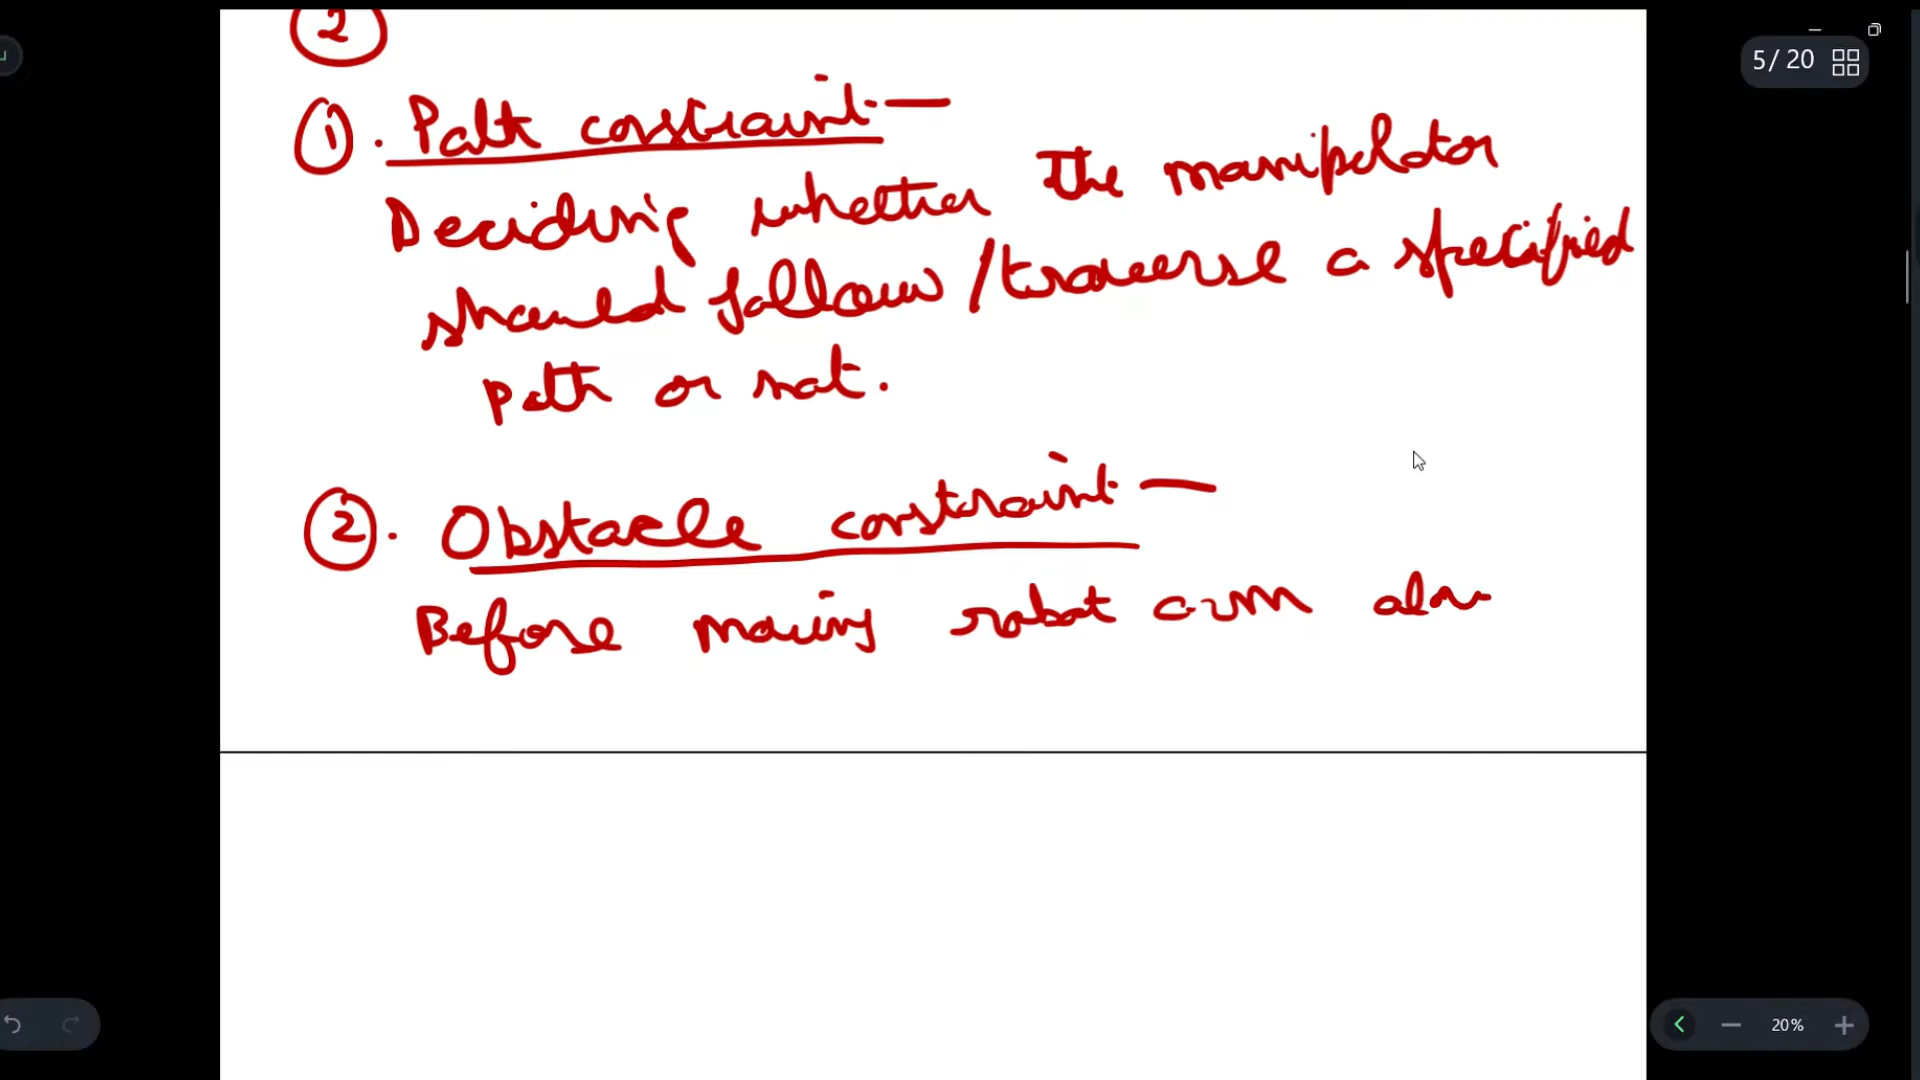 2
5/ 20
1. Path constraint —
Deciding whether the manipulator
should follow/traverse a specified
path or not.
2. Obstacle constraint —
Before moving robot arm alon
20%